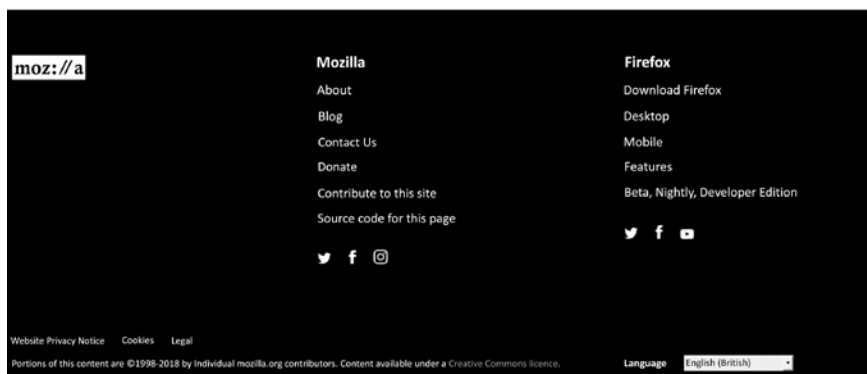 moz://a
Mozilla
About
Blog
Contact Us
Donate
Contribute to this site
Source code for this page
Firefox
Download Firefox
Desktop
Mobile
Features
Beta, Nightly, Developer Edition
Website Privacy Notice Cookies Legal
Portions of this content are ©1998-2018 by Individual mozilla.org contributors. Content available under a Creative Commons licence.
Language English (British)